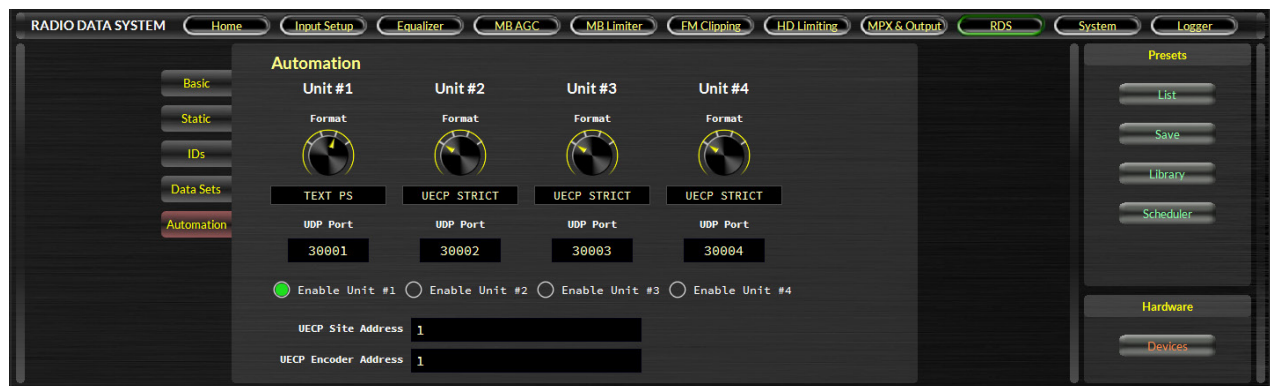 RADIO DATA SYSTEM Home Input Setup Equalizer MB AGC MB Limiter FM Clipping HD Limiting MPX & Output RDS System Logger
Automation
Unit #1 Unit #2 Unit #3 Unit #4
Format Format Format Format
TEXT PS UECP STRICT UECP STRICT UECP STRICT
UDP Port UDP Port UDP Port UDP Port
30001 30002 30003 30004
Enable Unit #1 Enable Unit #2 Enable Unit #3 Enable Unit #4
UECP Site Address 1
UECP Encoder Address 1
Basic
Static
IDs
Data Sets
Automation
Presets
List
Save
Library
Scheduler
Hardware
Devices